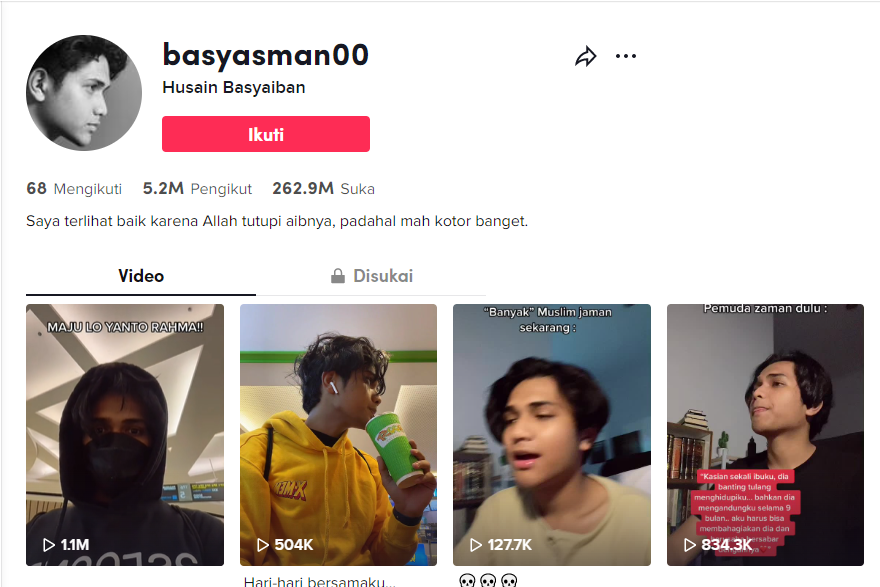 basyasman00
Husain Basyaiban
Ikuti
68 Mengikuti 5.2M Pengikut 262.9M Suka
Saya terlihat baik karena Allah tutupi aibnya, padahal mah kotor banget.
Video Disukai
MAJU LO YANTO RAHMA!!
1.1M
504K
Hari-hari bersamaku...
"Banyak" Muslim jaman
sekarang :
127.7K
💀💀💀
Pemuda zaman dulu :
"Kasian sekali ibuku, dia
banting tulang
menghidupiku... bahkan dia
mengandungku selama 9
bulan.. aku harus bisa
membahagiakan dia dan
bersabar
834.3K